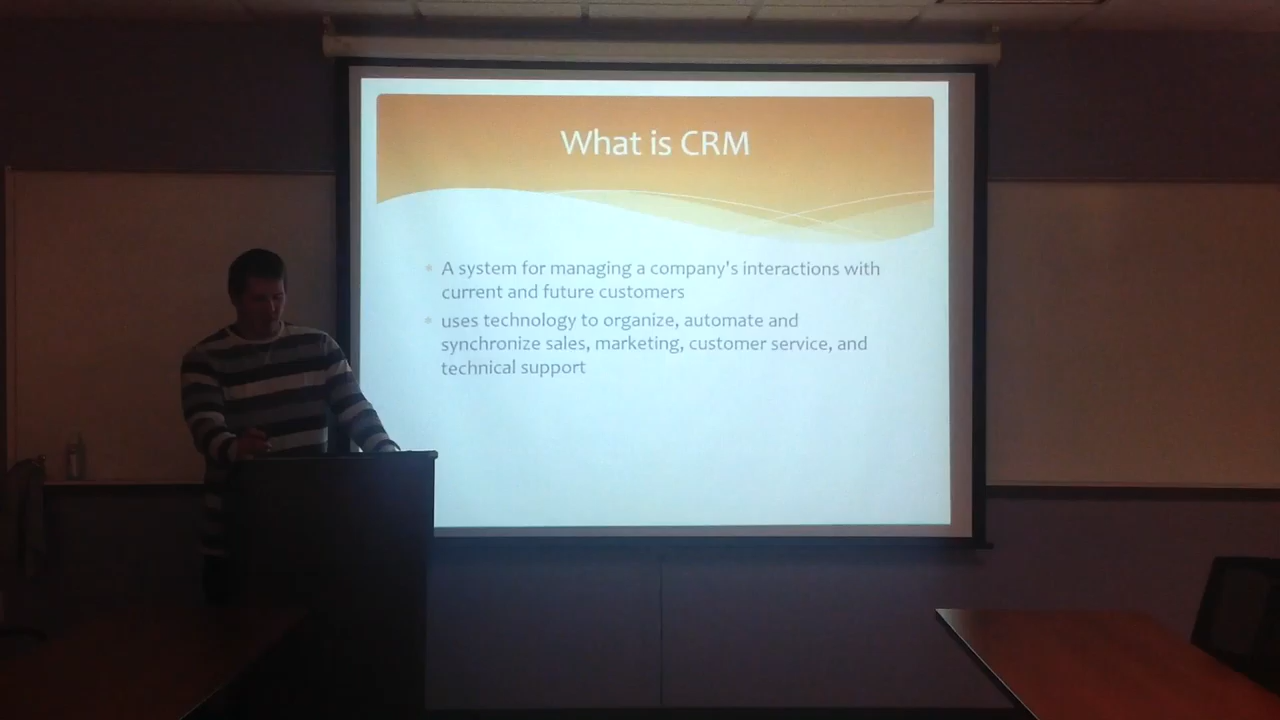 What is CRM
* A system for managing a company's interactions with
current and future customers
* uses technology to organize, automate and
synchronize sales, marketing, customer service, and
technical support